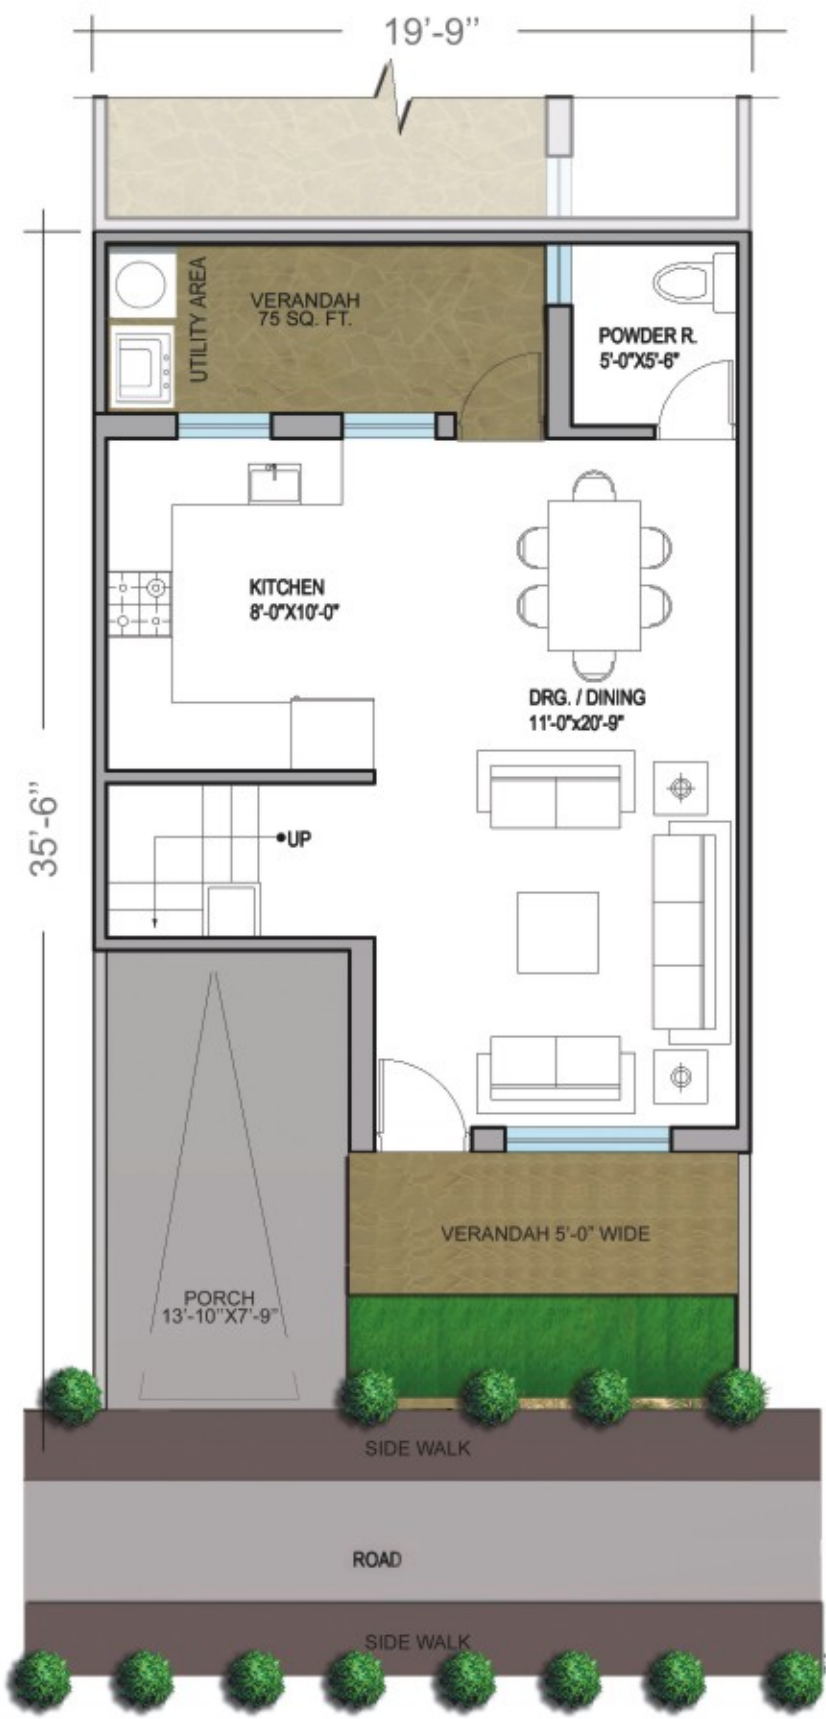 19'-9"
UTILITY AREA
VERANDAH
75 SQ. FT.
POWDER R.
5'-0"X5'-6"
KITCHEN
8'-0"X10'-0"
DRG. / DINING
11'-0"x20'-9"
35'-6"
UP
VERANDAH 5'-0" WIDE
PORCH
13'-10"X7'-9"
SIDE WALK
ROAD
SIDE WALK